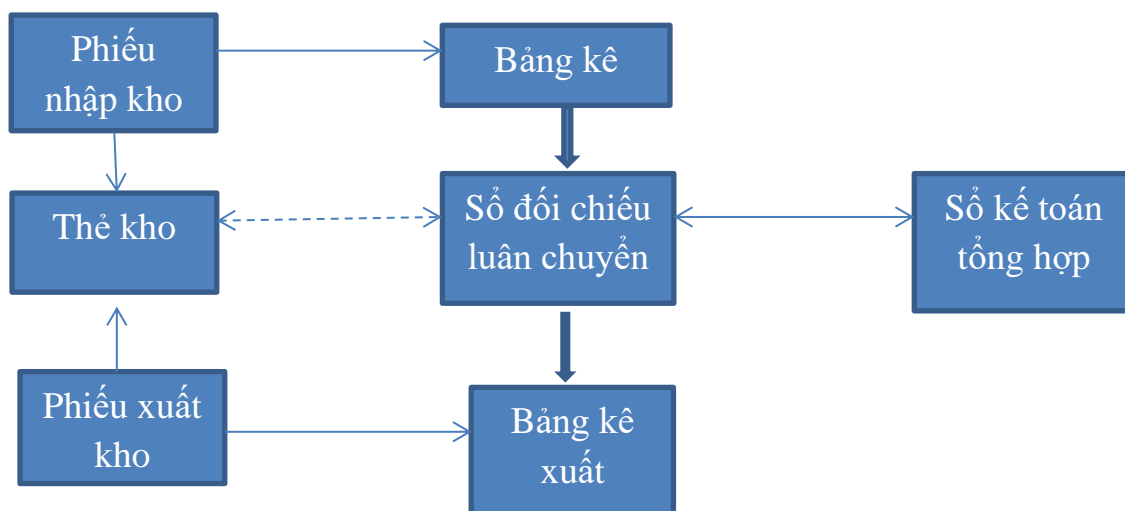 Phiếu
nhập kho
Bảng kê
Thẻ kho
Sổ đối chiếu
luân chuyển
Sổ kế toán
tổng hợp
Phiếu xuất
kho
Bảng kê
xuất